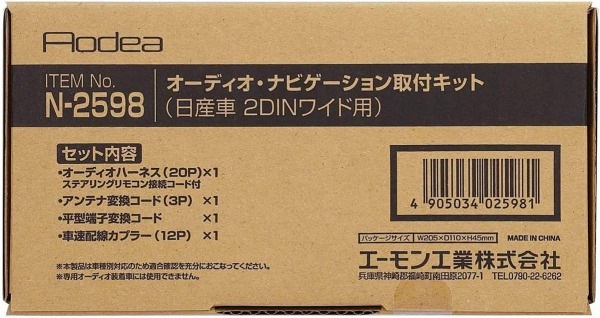 Aodea
ITEM No.
N-2598
オーディオ・ナビゲーション取付キット
(日産車 2DINワイド用)
セット内容
・オーディオハーネス(20P)×1
ステアリングリモコン接続コード付
・アンテナ変換コード(3P) ×1
・平型端子変換コード ×1
・車速配線カプラー(12P) ×1
※本製品は車種別対応のため適合確認を充分におこなってください。
※専用オーディオ装着車には使用できません。
4 905034 025981
パッケージサイズ W205×D110×H45mm MADE IN CHINA
エーモン工業株式会社
兵庫県神崎郡福崎町南田原2077-1 TEL0790-22-6262